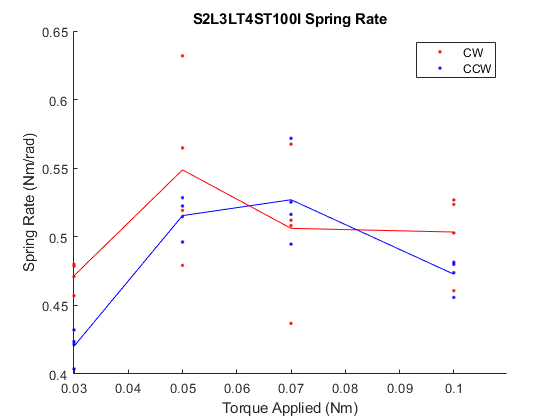 S2L3LT4ST100I Spring Rate
CW
CCW
Spring Rate (Nm/rad)
0.65
0.6
0.55
0.5
0.45
0.4
0.03 0.04 0.05 0.06 0.07 0.08 0.09 0.1
Torque Applied (Nm)